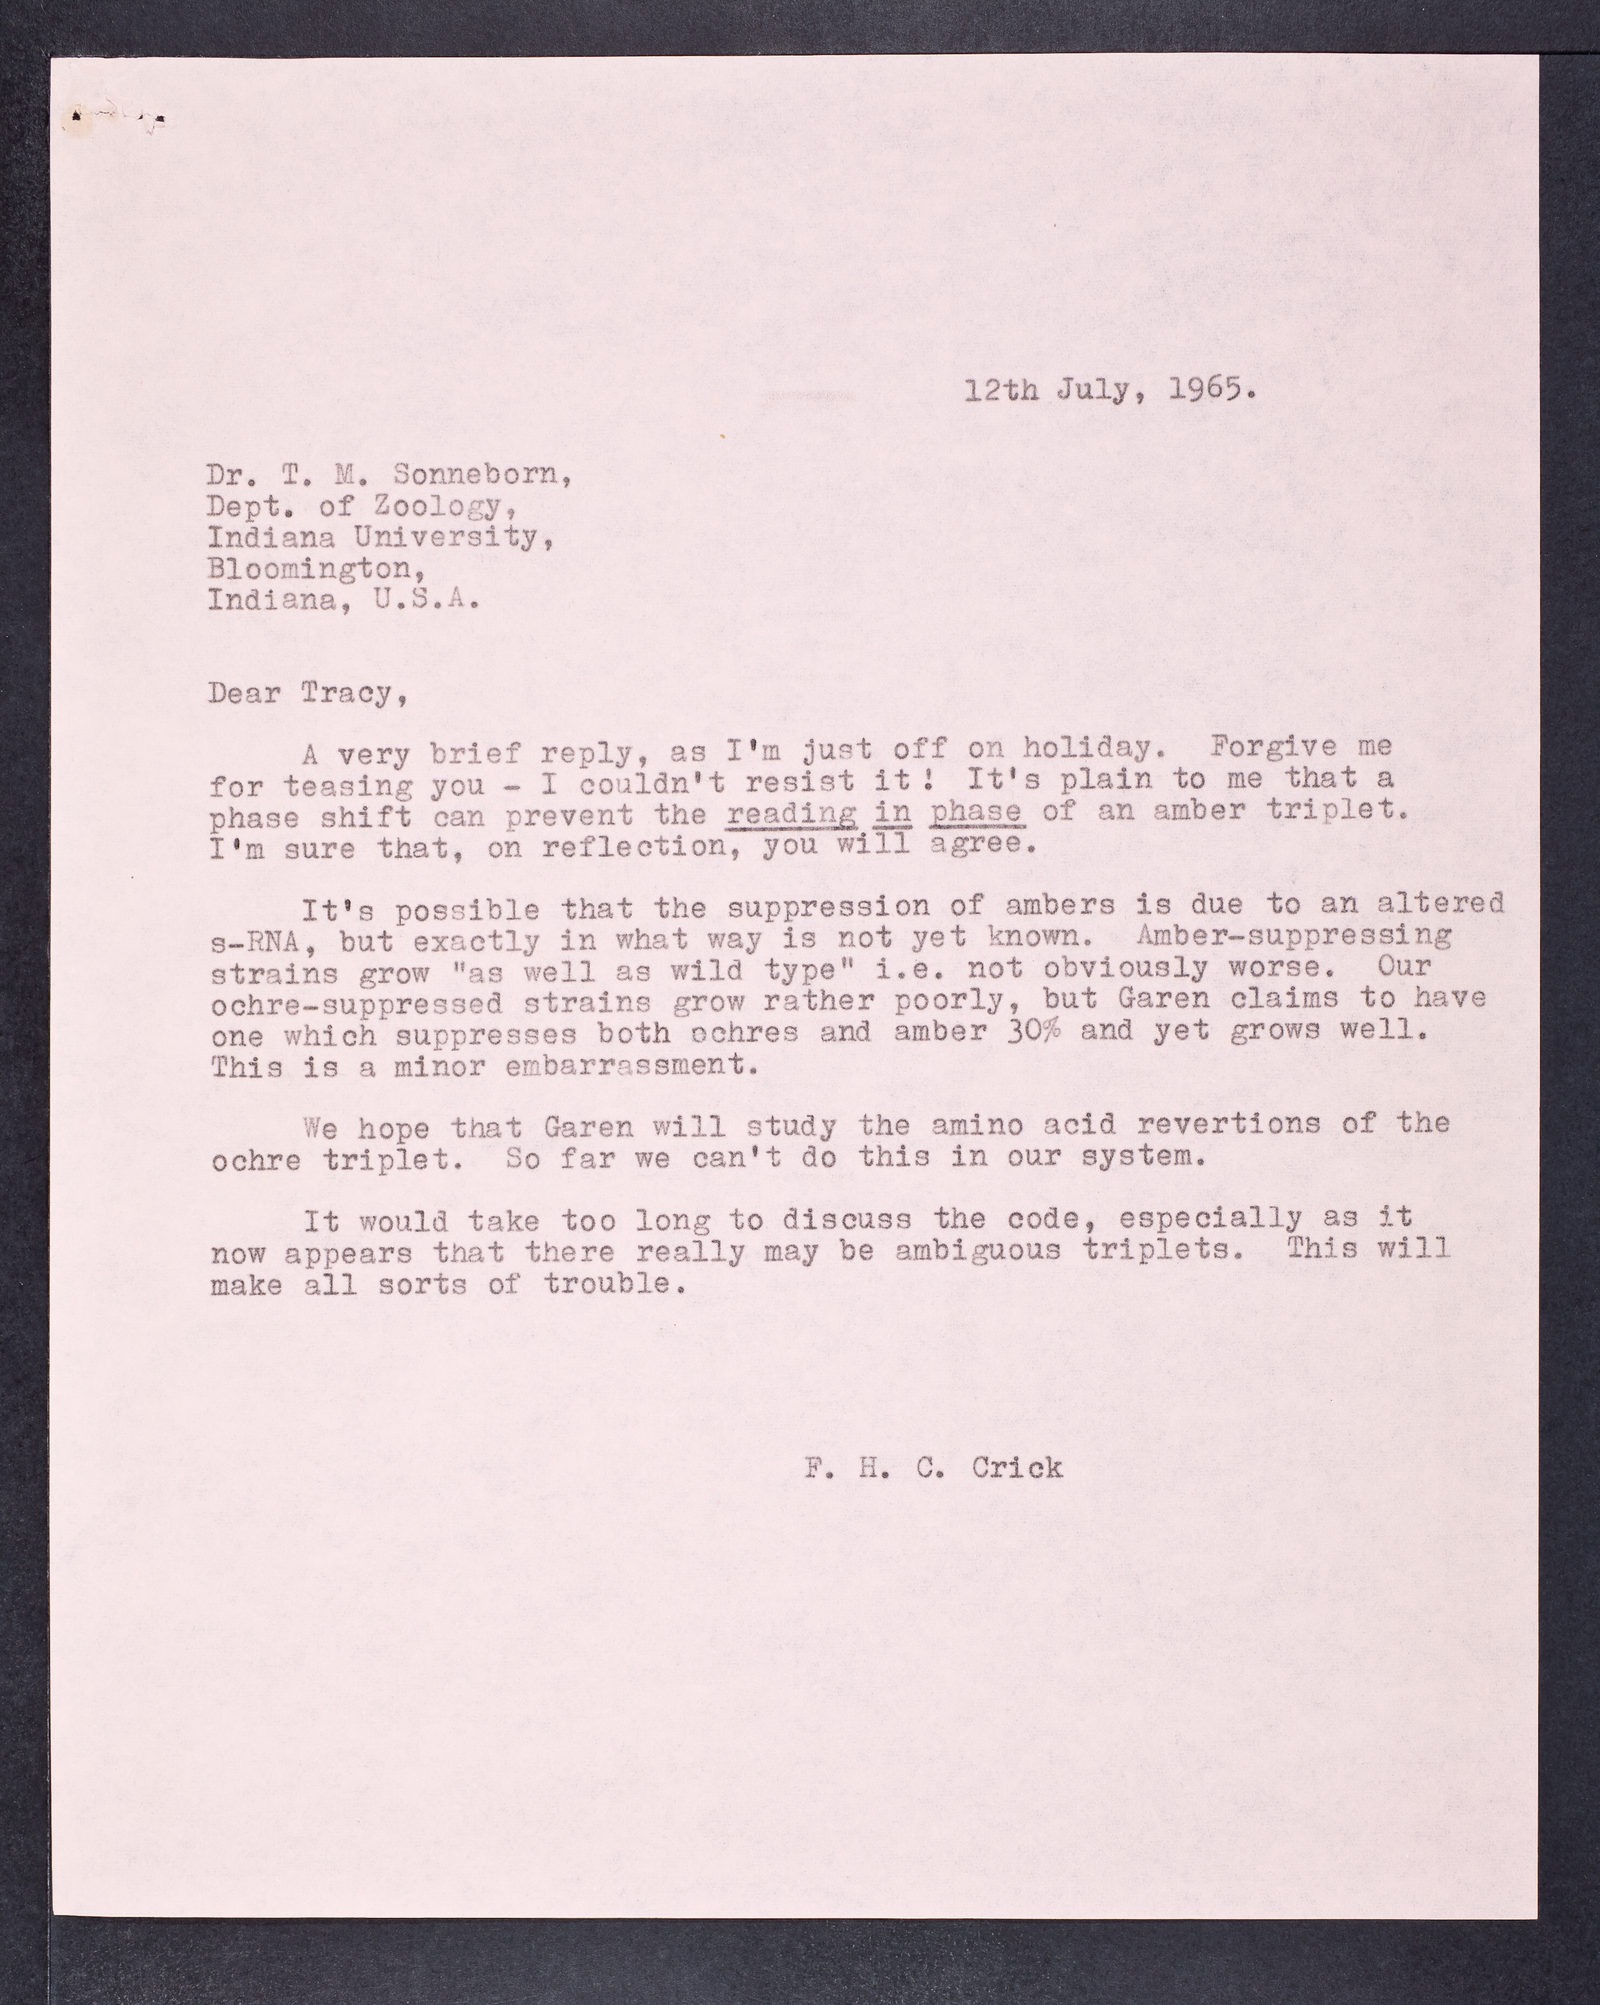 12th July, 1965.
Dr. T. M. Sonneborn,
Dept. of Zoology,
Indiana University,
Bloomington,
Indiana, U.S.A.
Dear Tracy,
A very brief reply, as I'm just off on holiday. Forgive me
for teasing you - I couldn't resist it! It's plain to me that a
phase shift can prevent the reading in phase of an amber triplet.
I'm sure that, on reflection, you will agree.
It's possible that the suppression of ambers is due to an altered
s-RNA, but exactly in what way is not yet known. Amber-suppressing
strains grow "as well as wild type" i.e. not obviously worse. Our
ochre-suppressed strains grow rather poorly, but Garen claims to have
one which suppresses both ochres and amber 30% and yet grows well.
This is a minor embarrassment.
We hope that Garen will study the amino acid revertions of the
ochre triplet. So far we can't do this in our system.
It would take too long to discuss the code, especially as it
now appears that there really may be ambiguous triplets. This will
make all sorts of trouble.
F. H. C. Crick